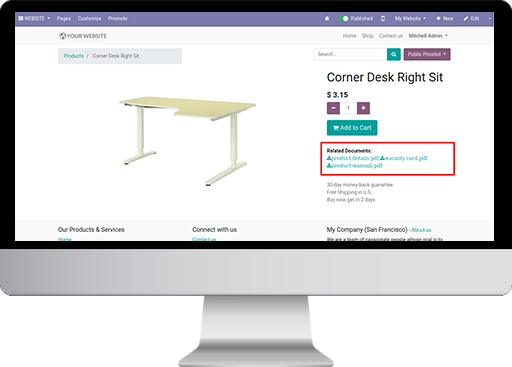 WEBSITE Pages Customize Promote Published My Website + New Edit
YOUR WEBSITE Home Shop Contact us Mitchell Admin
Products / Corner Desk Right Sit Search... Public Pricelist
Corner Desk Right Sit
$ 3.15
1
Add to Cart
Related Documents:
product details.pdf waranty card.pdf
product manuall.pdf
30-day money-back guarantee
Free Shipping in U.S.
Buy now, get in 2 days
Our Products & Services Connect with us My Company (San Francisco) - About us
Home Contact us We are a team of passionate people whose goal is to